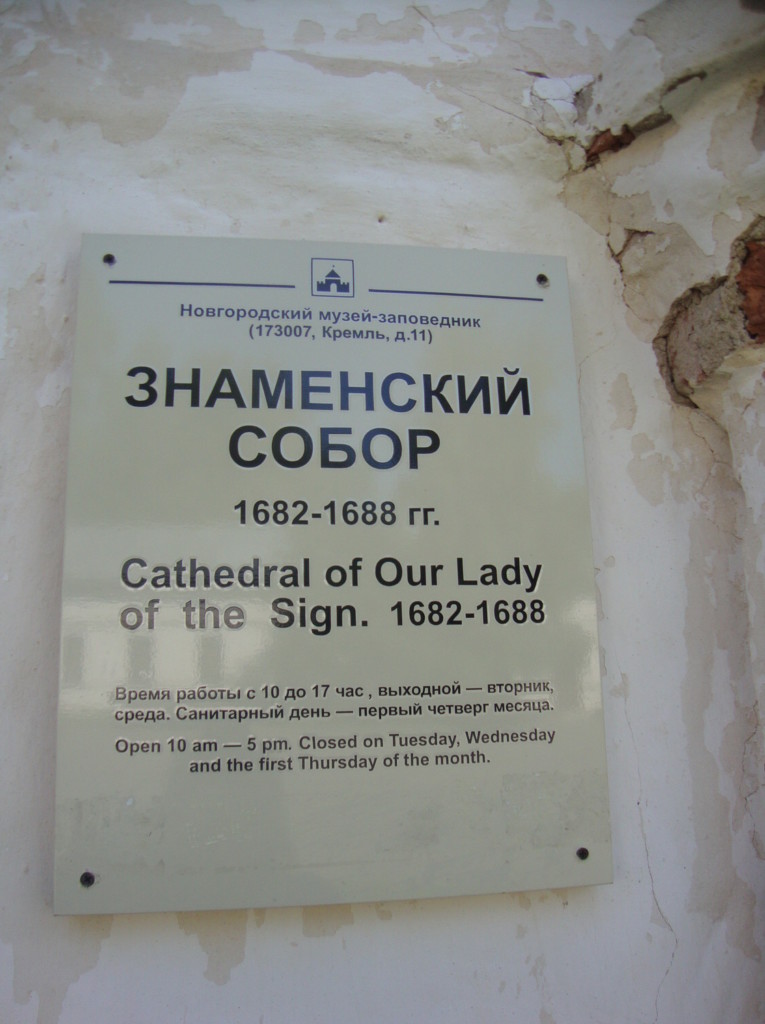 Новгородский музей-заповедник
(173007, Кремль, д.11)
ЗНАМЕНСКИЙ
СОБОР
1682-1688 гг.
Cathedral of Our Lady
of the Sign. 1682-1688
Время работы с 10 до 17 час , выходной — вторник,
среда. Санитарный день — первый четверг месяца.
Open 10 am — 5 pm. Closed on Tuesday, Wednesday
and the first Thursday of the month.